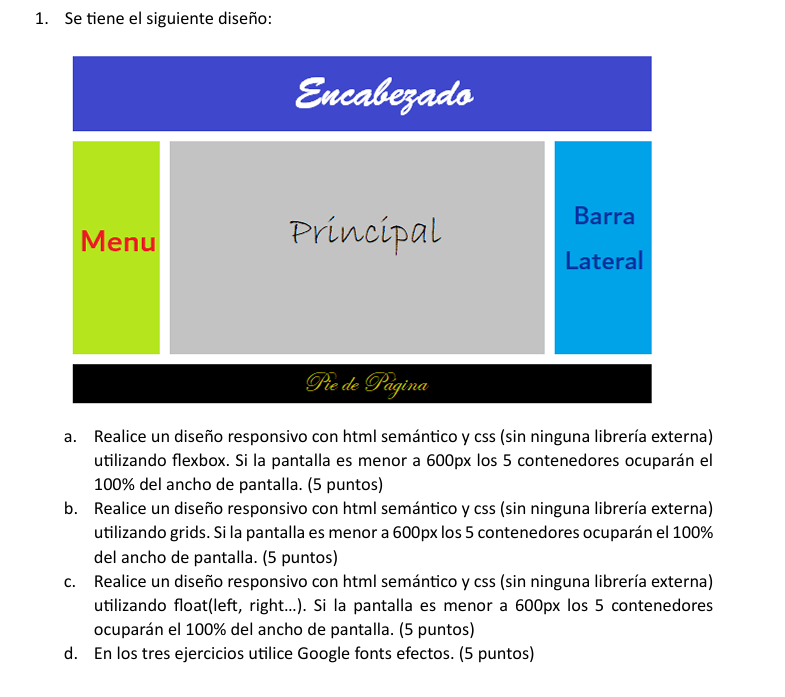 1. Se tiene el siguiente diseño:
Encabezado
Menu
Principal
Barra
Lateral
Pie de Página
a. Realice un diseño responsivo con html semántico y css (sin ninguna librería externa)
utilizando flexbox. Si la pantalla es menor a 600px los 5 contenedores ocuparán el
100% del ancho de pantalla. (5 puntos)
b. Realice un diseño responsivo con html semántico y css (sin ninguna librería externa)
utilizando grids. Si la pantalla es menor a 600px los 5 contenedores ocuparán el 100%
del ancho de pantalla. (5 puntos)
c. Realice un diseño responsivo con html semántico y css (sin ninguna librería externa)
utilizando float(left, right...). Si la pantalla es menor a 600px los 5 contenedores
ocuparán el 100% del ancho de pantalla. (5 puntos)
d. En los tres ejercicios utilice Google fonts efectos. (5 puntos)